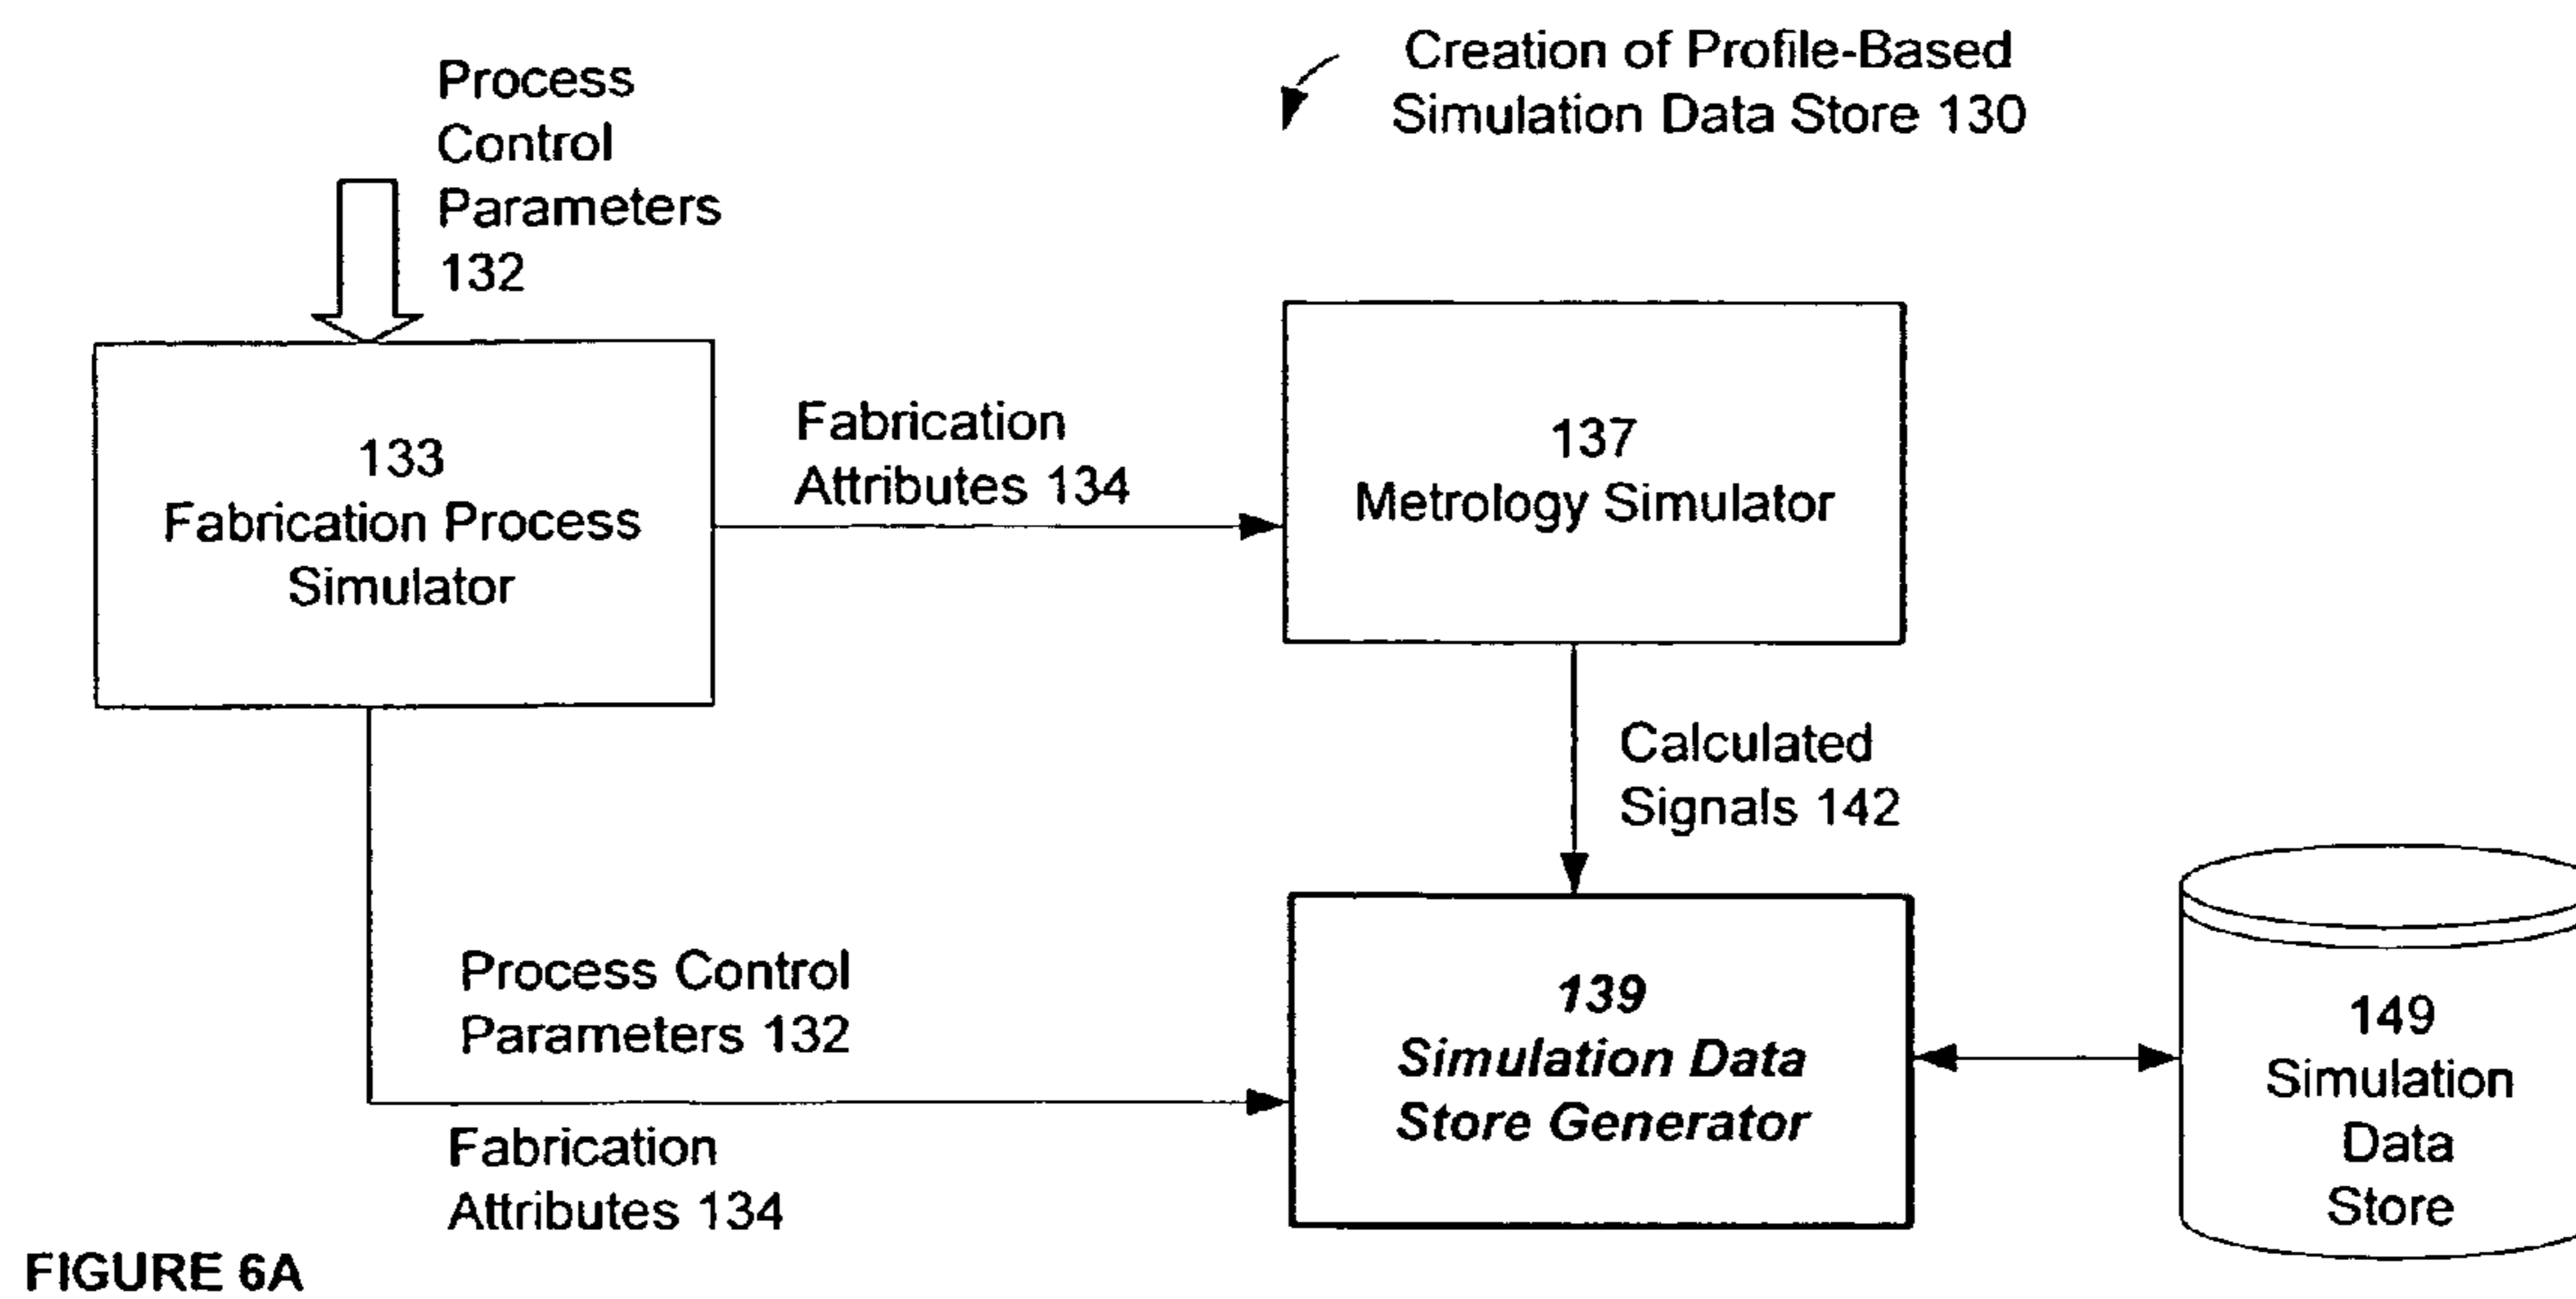 Creation of Profile-Based
Simulation Data Store 130
Process
Control
Parameters
132
133
Fabrication Process
Simulator
Fabrication
Attributes 134
137
Metrology Simulator
Calculated
Signals 142
Process Control
Parameters 132
Fabrication
Attributes 134
139
Simulation Data
Store Generator
149
Simulation
Data
Store
FIGURE 6A